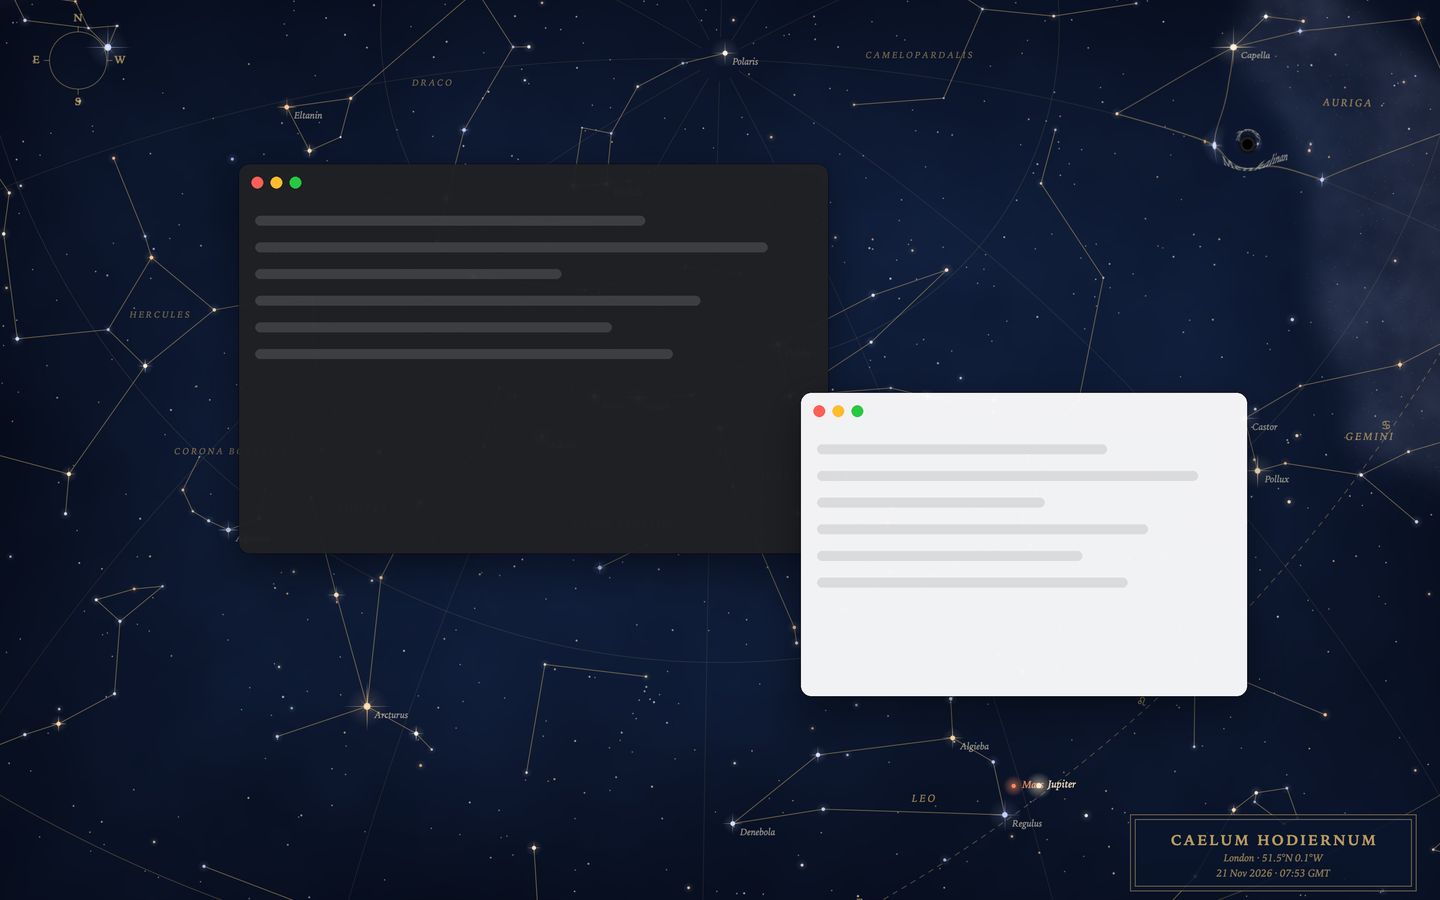 N
E
W
S
Polaris
CAMELOPARDALIS
Capella
DRACO
AURIGA
Eltanin
HERCULES
Castor
GEMINI
♋
CORONA BO
Pollux
♌
Arcturus
Algieba
Mars
Jupiter
LEO
Regulus
Denebola
CAELUM HODIERNUM
London · 51.5°N 0.1°W
21 Nov 2026 · 07:53 GMT